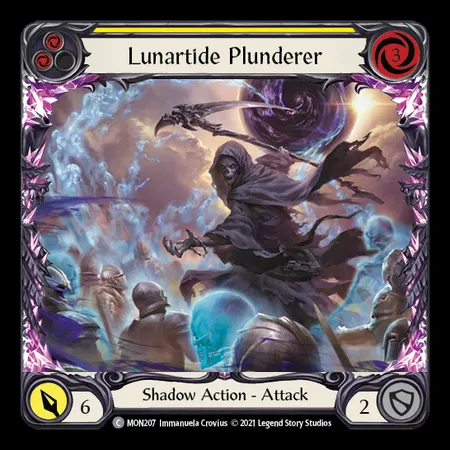 Lunartide Plunderer
3
6
Shadow Action - Attack
2
C MON207 Immanuela Crovius © 2021 Legend Story Studios